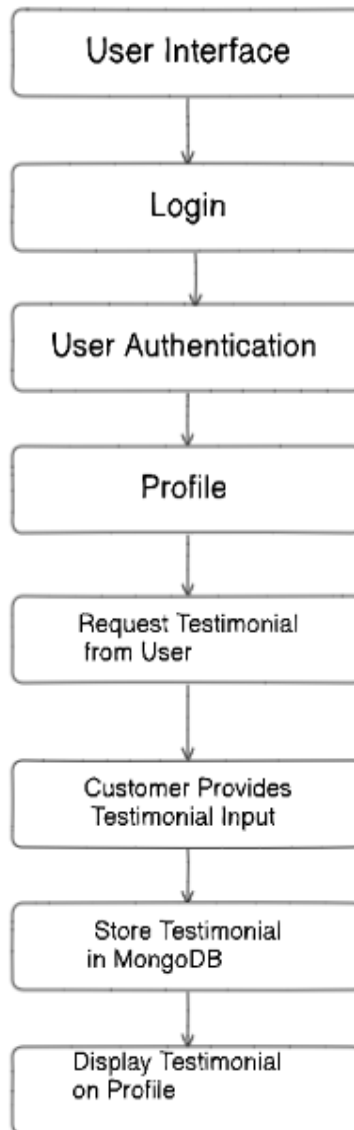 User Interface
Login
User Authentication
Profile
Request Testimonial
from User
Customer Provides
Testimonial Input
Store Testimonial
in MongoDB
Display Testimonial
on Profile